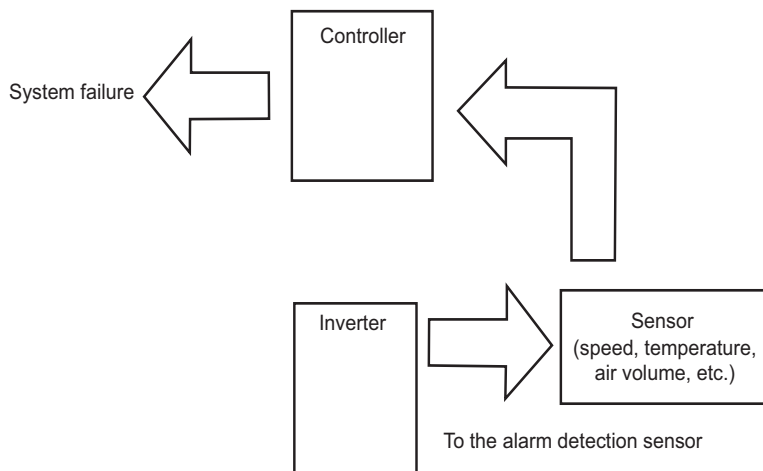 Controller
System failure
Inverter
Sensor
(speed, temperature,
air volume, etc.)
To the alarm detection sensor